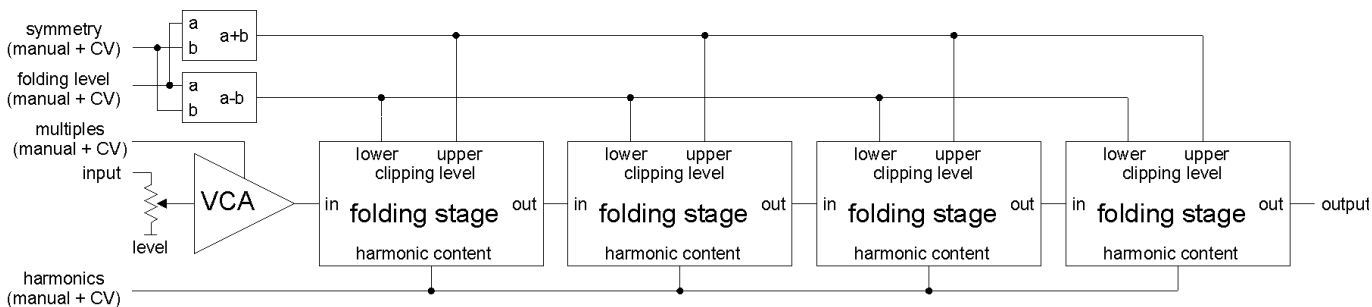 symmetry
(manual + CV)
a
b
a+b
folding level
(manual + CV)
a
b
a-b
multiples
(manual + CV)
input
level
VCA
lower upper
clipping level
in folding stage out
harmonic content
lower upper
clipping level
in folding stage out
harmonic content
lower upper
clipping level
in folding stage out
harmonic content
lower upper
clipping level
in folding stage out
harmonic content
output
harmonics
(manual + CV)